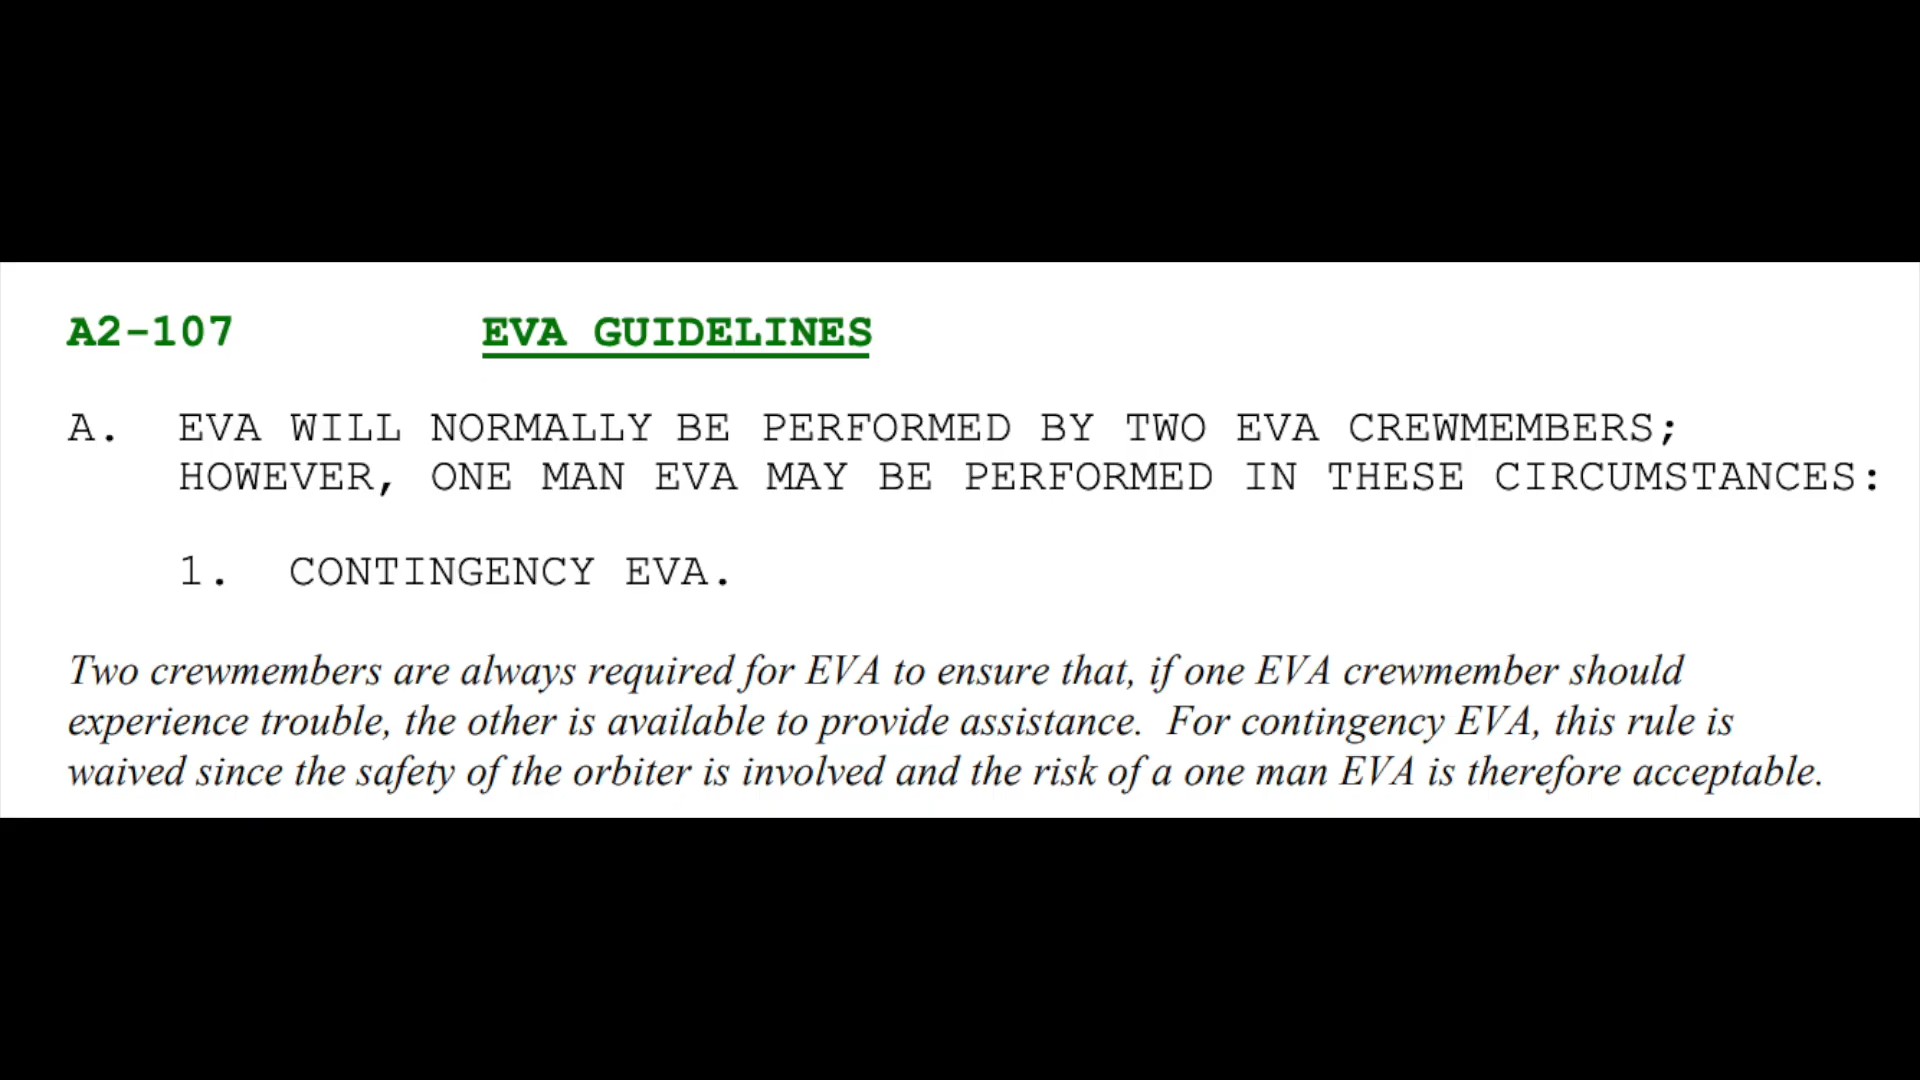 A2-107 EVA GUIDELINES
A. EVA WILL NORMALLY BE PERFORMED BY TWO EVA CREWMEMBERS;
HOWEVER, ONE MAN EVA MAY BE PERFORMED IN THESE CIRCUMSTANCES:
1. CONTINGENCY EVA.
Two crewmembers are always required for EVA to ensure that, if one EVA crewmember should
experience trouble, the other is available to provide assistance. For contingency EVA, this rule is
waived since the safety of the orbiter is involved and the risk of a one man EVA is therefore acceptable.